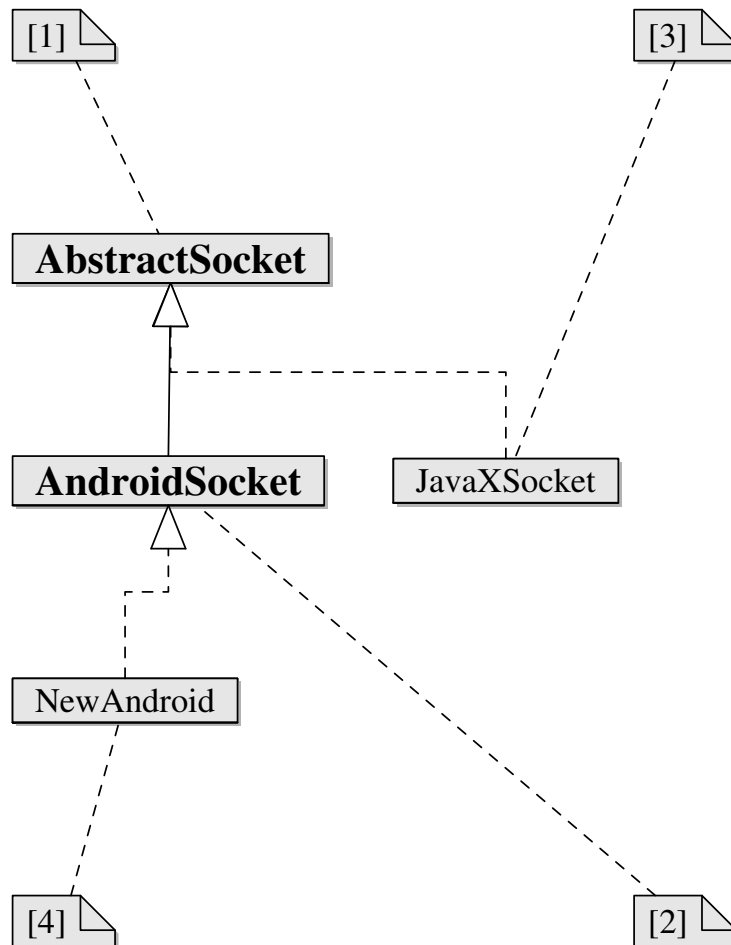 [1]
[3]
AbstractSocket
AndroidSocket
JavaXSocket
NewAndroid
[4]
[2]